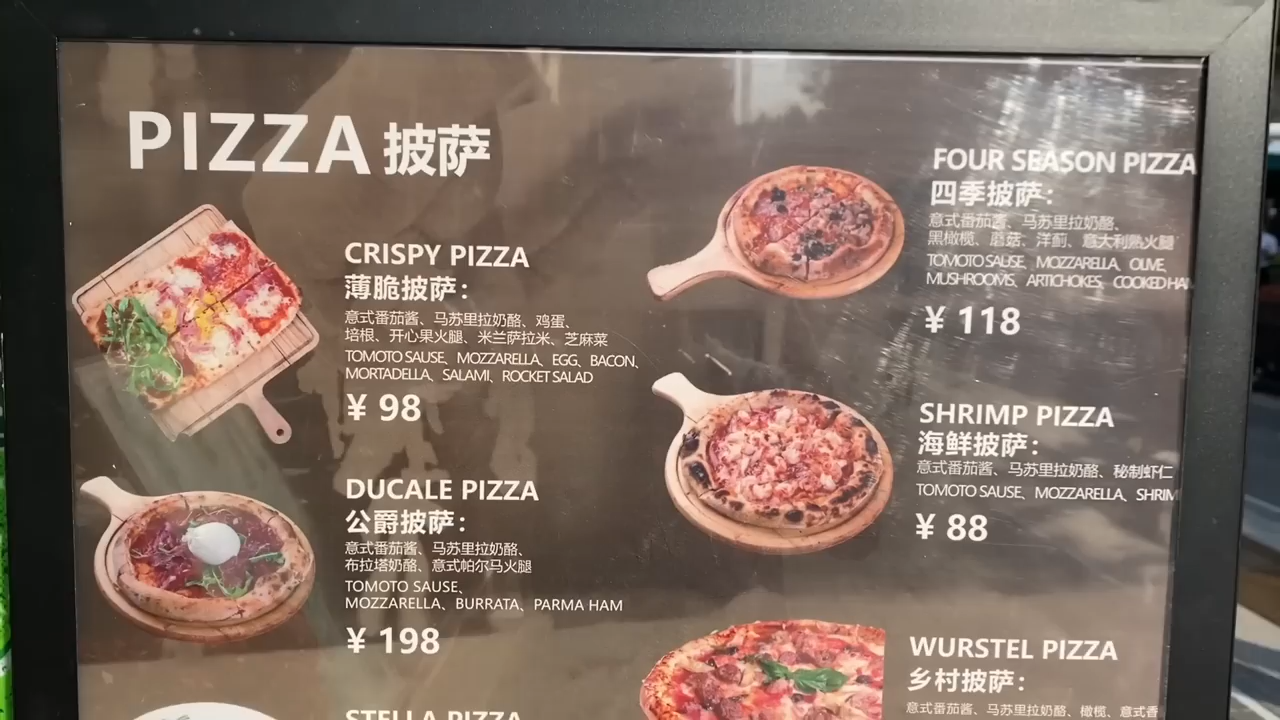 PIZZA 披萨
CRISPY PIZZA
薄脆披萨：
意式番茄酱、马苏里拉奶酪、鸡蛋、
培根、开心果火腿、米兰萨拉米、芝麻菜
TOMOTO SAUSE、MOZZARELLA、EGG、BACON、
MORTADELLA、SALAMI、ROCKET SALAD
¥ 98
DUCALE PIZZA
公爵披萨：
意式番茄酱、马苏里拉奶酪、
布拉塔奶酪、意式帕尔马火腿
TOMOTO SAUSE、
MOZZARELLA、BURRATA、PARMA HAM
¥ 198
STELLA PIZZA
FOUR SEASON PIZZA
四季披萨：
意式番茄酱、马苏里拉奶酪、
黑橄榄、蘑菇、洋蓟、意大利熟火腿
TOMOTO SAUSE、MOZZARELLA、OLIVE、
MUSHROOMS、ARTICHOKES、COOKED HAM
¥ 118
SHRIMP PIZZA
海鲜披萨：
意式番茄酱、马苏里拉奶酪、秘制虾仁
TOMOTO SAUSE、MOZZARELLA、SHRIM
¥ 88
WURSTEL PIZZA
乡村披萨：
意式番茄酱、马苏里拉奶酪、橄榄、意式香